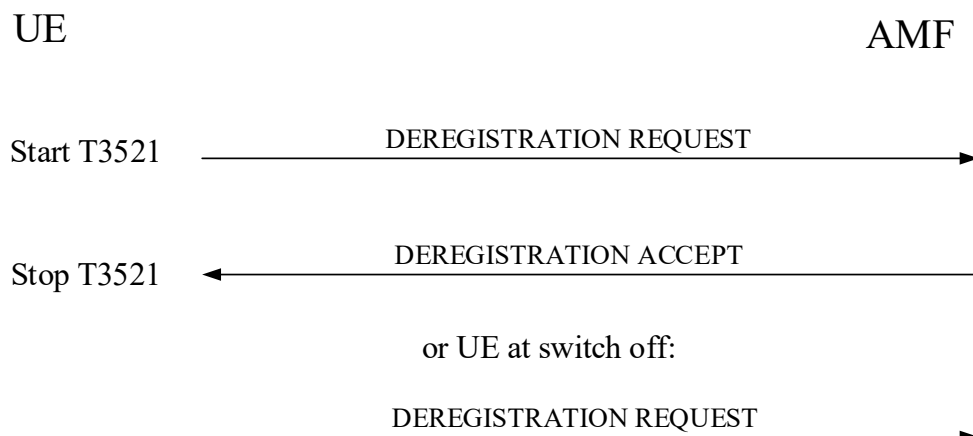 UE
AMF
Start T3521
DEREGISTRATION REQUEST
Stop T3521
DEREGISTRATION ACCEPT
or UE at switch off:
DEREGISTRATION REQUEST